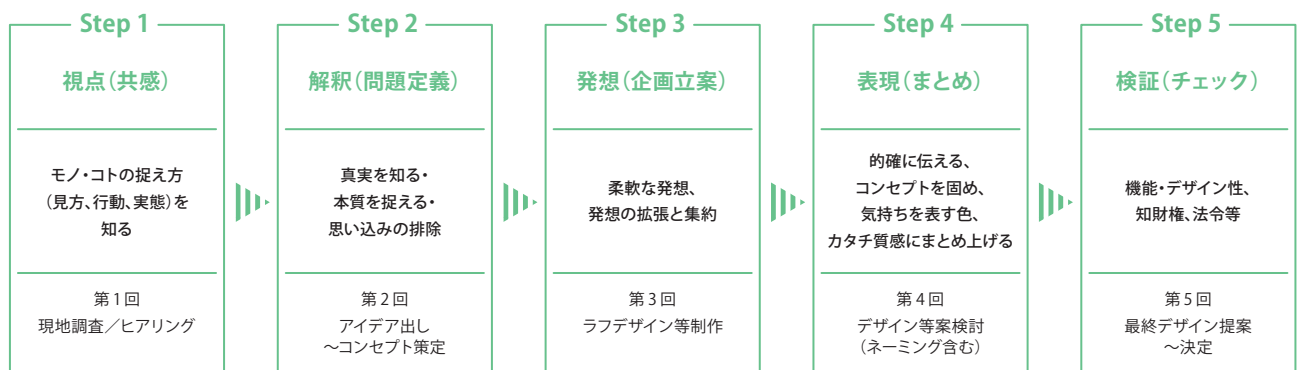 Step 1
視点（共感）
モノ・コトの捉え方
（見方、行動、実態）を
知る
第1回
現地調査／ヒアリング
Step 2
解釈（問題定義）
真実を知る・
本質を捉える・
思い込みの排除
第2回
アイデア出し
～コンセプト策定
Step 3
発想（企画立案）
柔軟な発想、
発想の拡張と集約
第3回
ラフデザイン等制作
Step 4
表現（まとめ）
的確に伝える、
コンセプトを固め、
気持ちを表す色、
カタチ質感にまとめ上げる
第4回
デザイン等案検討
（ネーミング含む）
Step 5
検証（チェック）
機能・デザイン性、
知財権、法令等
第5回
最終デザイン提案
～決定